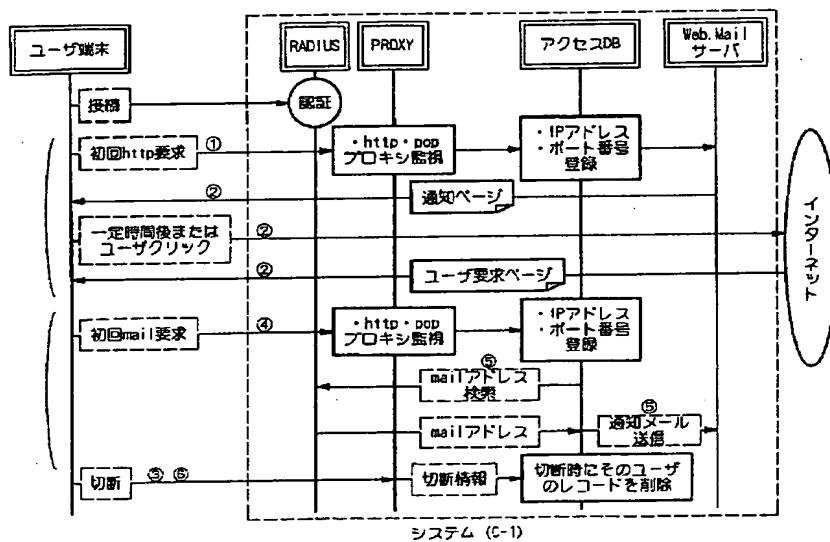 ユーザ端末
RADIUS
PROXY
アクセスDB
Web.Mail
サーバ
接続
認証
初回http要求
①
・http・pop
プロキシ監視
・IPアドレス
・ポート番号
登録
②
通知ページ
一定時間後または
ユーザクリック
②
②
ユーザ要求ページ
インターネット
初回mail要求
④
・http・pop
プロキシ監視
・IPアドレス
・ポート番号
登録
⑤
mailアドレス
検索
mailアドレス
⑤
通知メール
送信
切断
③ ⑥
切断情報
切断時にそのユーザ
のレコードを削除
システム (C-1)